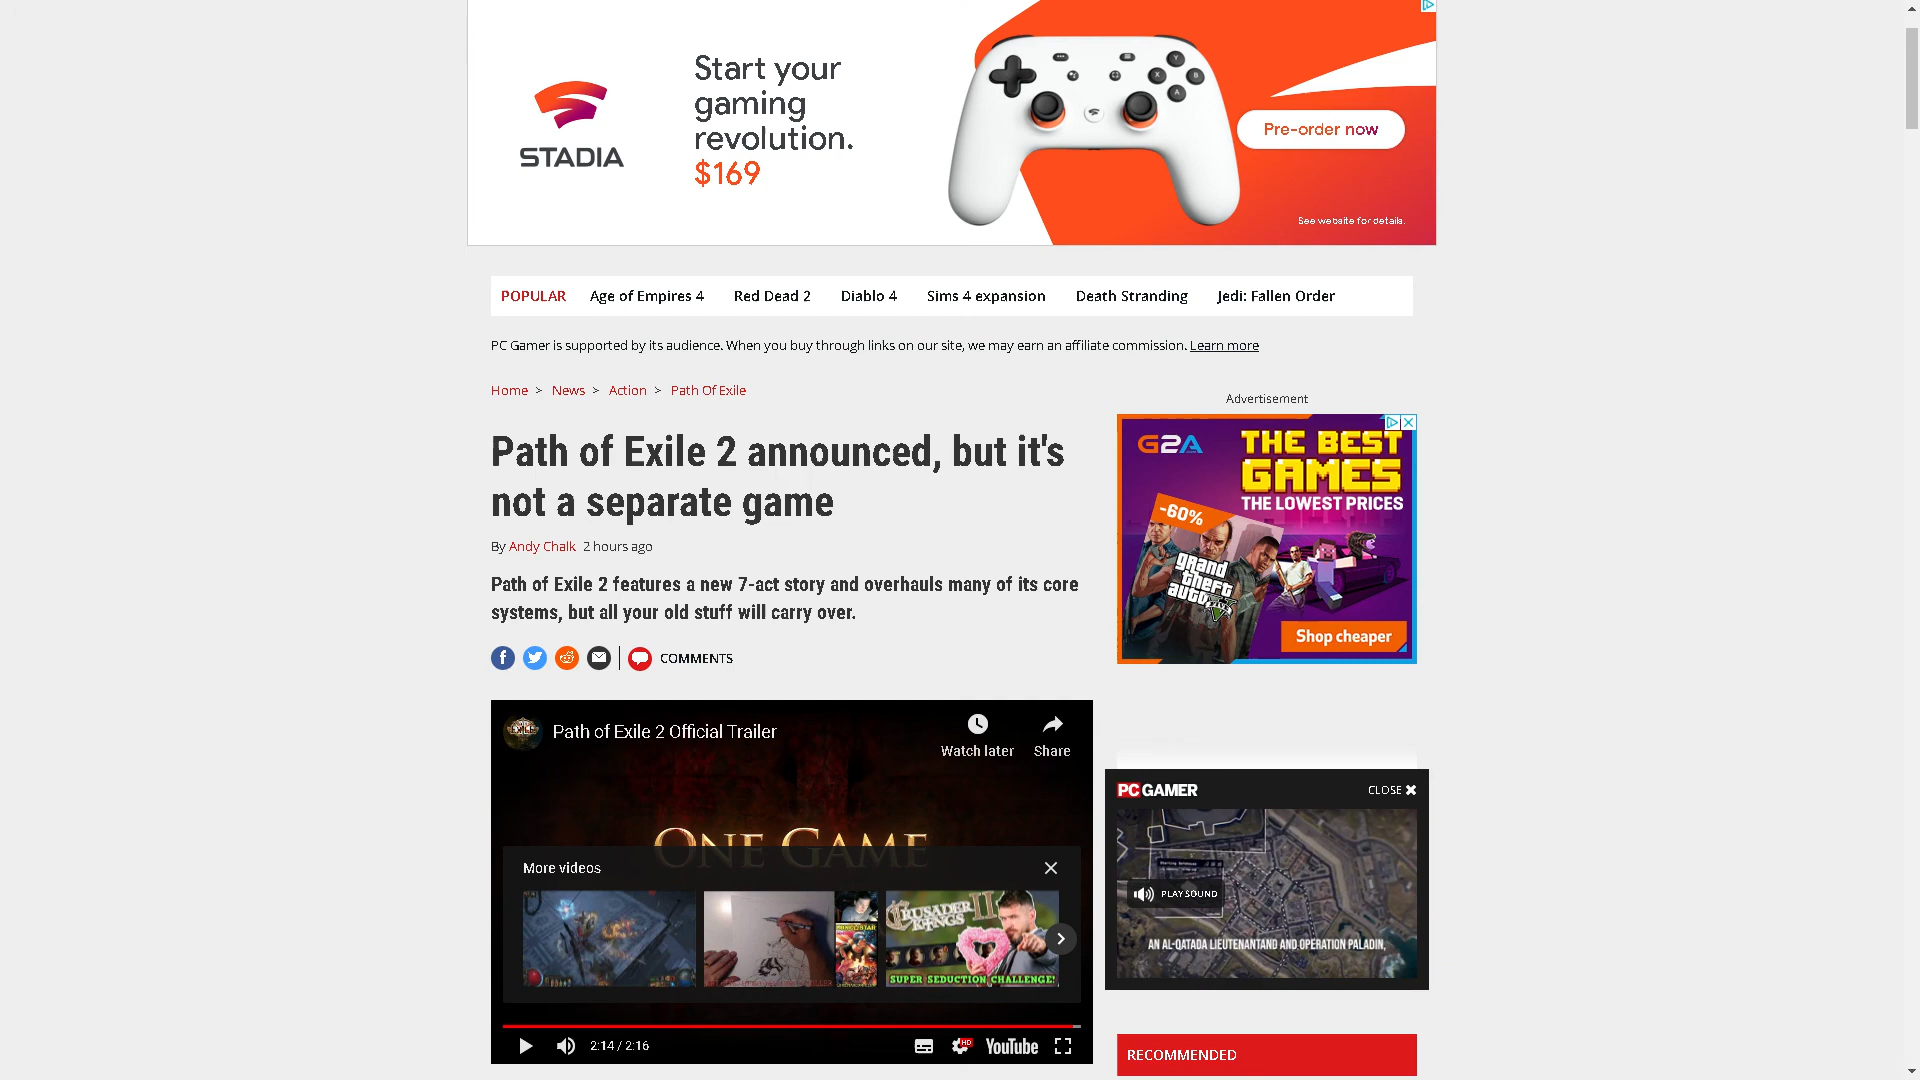 Start your
gaming
revolution.
$169
STADIA
Pre-order now
See website for details.
POPULAR Age of Empires 4 Red Dead 2 Diablo 4 Sims 4 expansion Death Stranding Jedi: Fallen Order
PC Gamer is supported by its audience. When you buy through links on our site, we may earn an affiliate commission. Learn more
Home > News > Action > Path Of Exile
Path of Exile 2 announced, but it's
not a separate game
By Andy Chalk 2 hours ago
Path of Exile 2 features a new 7-act story and overhauls many of its core
systems, but all your old stuff will carry over.
COMMENTS
Path of Exile 2 Official Trailer
Watch later Share
ONE GAME
More videos
CRUSADER
KINGS II
SUPER SEDUCTION CHALLENGE!
2:14 / 2:16
HD
YouTube
Advertisement
G2A
THE BEST
GAMES
THE LOWEST PRICES
-60%
grand
theft
auto
V
Shop cheaper
PC GAMER
CLOSE
PLAY SOUND
AN AL-QATADA LIEUTENANTAND AND OPERATION PALADIN,
RECOMMENDED